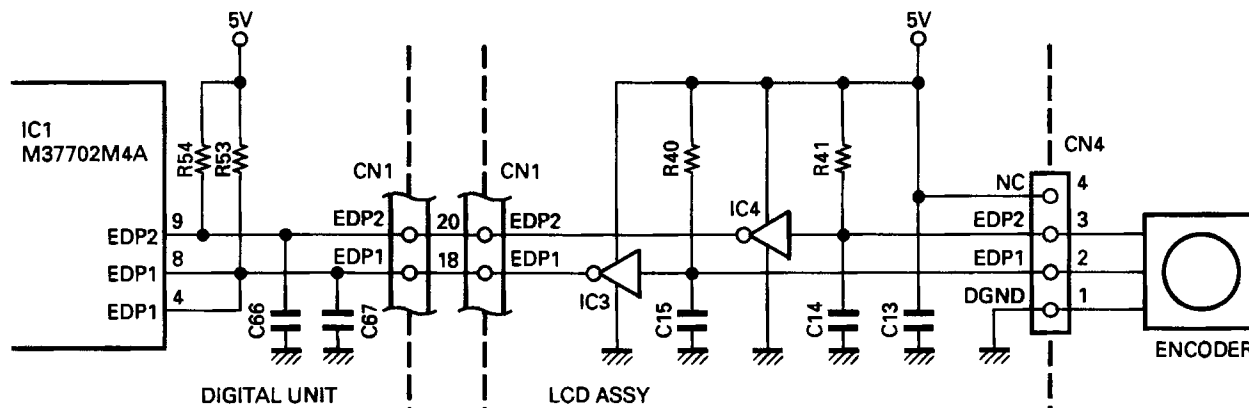 5V
5V
IC1
M37702M4A
R54
R53
CN1
CN1
R40
R41
CN4
NC
4
IC4
EDP2
9
EDP2
20
EDP2
EDP2
3
EDP1
8
EDP1
18
EDP1
EDP1
2
EDP1
4
IC3
DGND
1
C66
C67
C15
C14
C13
ENCODER
DIGITAL UNIT
LCD ASSY